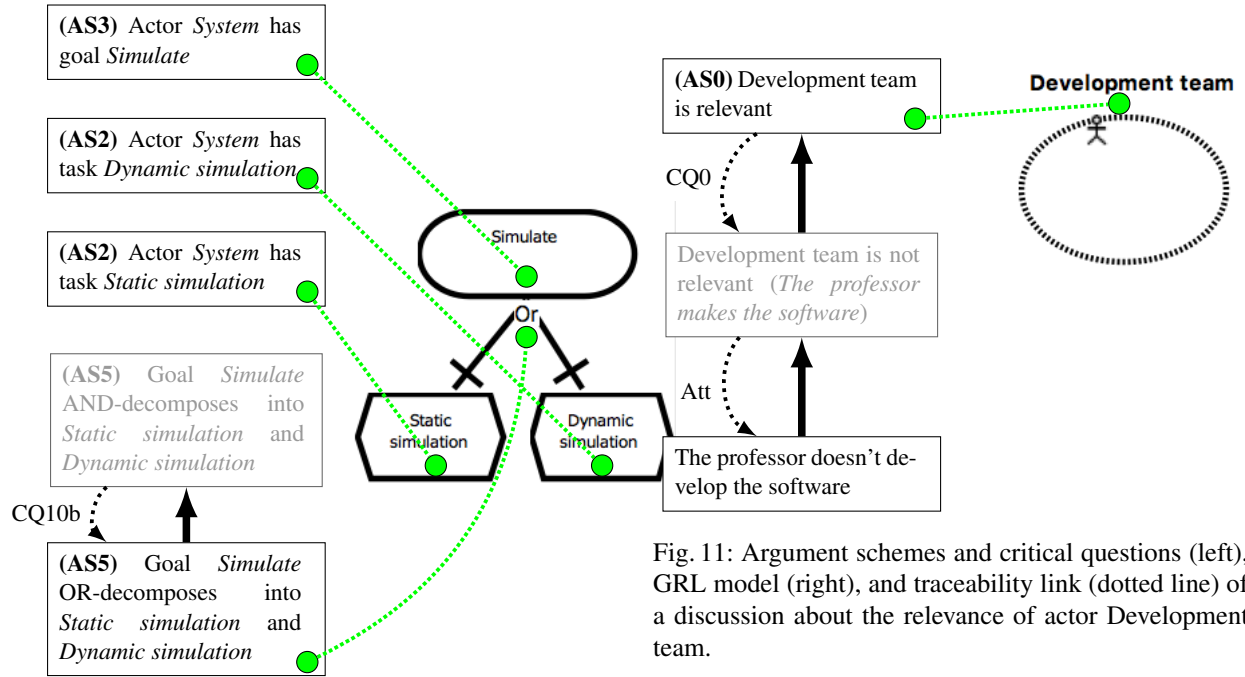 (AS3) Actor System has
goal Simulate
(AS2) Actor System has
task Dynamic simulation
(AS2) Actor System has
task Static simulation
(AS5) Goal Simulate
AND-decomposes into
Static simulation and
Dynamic simulation
CQ10b
(AS5) Goal Simulate
OR-decomposes into
Static simulation and
Dynamic simulation
Simulate
Or
Static
simulation
Dynamic
simulation
(AS0) Development team
is relevant
CQ0
Development team is not
relevant (The professor
makes the software)
Att
The professor doesn't de-
velop the software
Development team
Fig. 11: Argument schemes and critical questions (left),
GRL model (right), and traceability link (dotted line) of
a discussion about the relevance of actor Development
team.